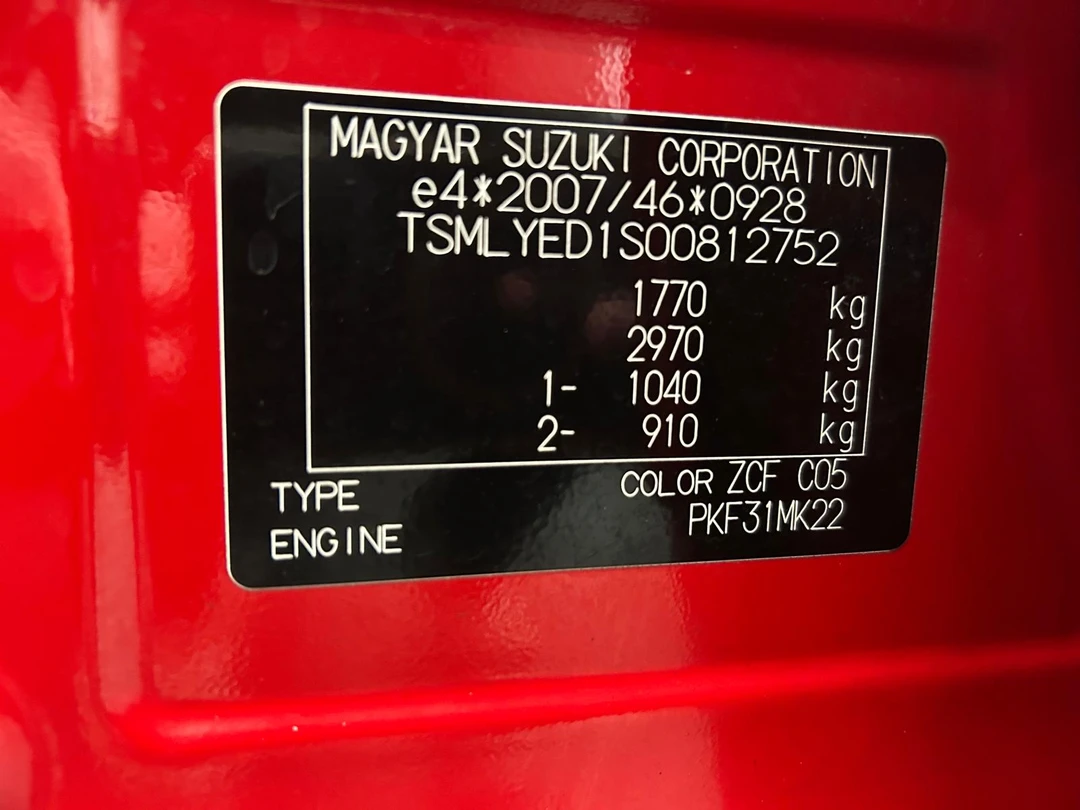 MAGYAR SUZUKI CORPORATION
e4*2007/46*0928
TSMLYED1S00812752
1770 kg
2970 kg
1- 1040 kg
2- 910 kg
TYPE COLOR ZCF C05
ENGINE PKF31MK22